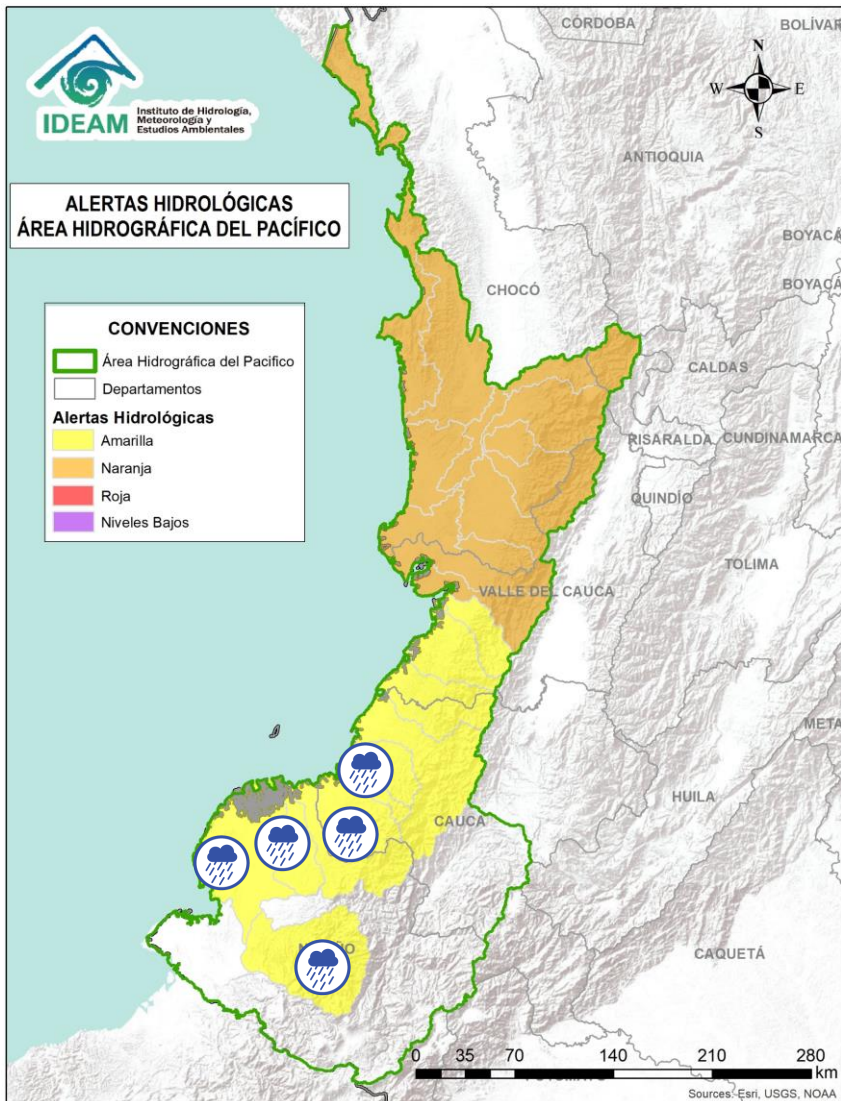 CÓRDOBA
BOLÍVAR
IDEAM
Instituto de Hidrología,
Meteorología y
Estudios Ambientales
N
W
E
S
ANTIOQUIA
ALERTAS HIDROLÓGICAS
ÁREA HIDROGRÁFICA DEL PACÍFICO
BOYACÁ
BOYACÁ
CHOCÓ
CONVENCIONES
Área Hidrográfica del Pacifico
Departamentos
Alertas Hidrológicas
Amarilla
Naranja
Roja
Niveles Bajos
CALDAS
RISARALDA
CUNDINAMARCA
QUINDÍO
TOLIMA
VALLE DEL CAUCA
META
HUILA
CAUCA
CAQUETÁ
0 35 70 140 210 280
km
Sources: Esri, USGS, NOAA